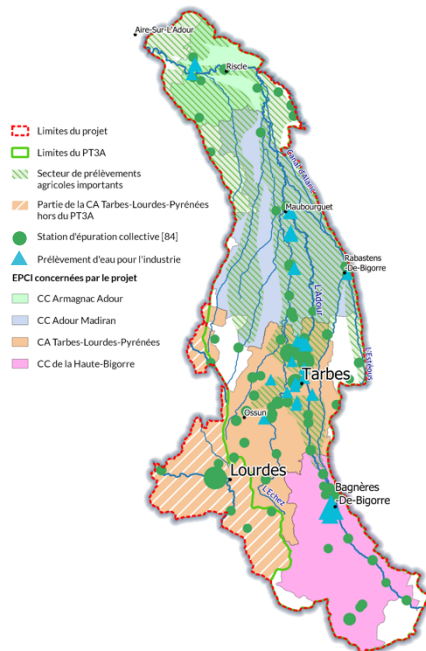 Aire-Sur-L'Adour
Riscle
Limites du projet
Limites du PT3A
Secteur de prélèvements
agricoles importants
Partie de la CA Tarbes-Lourdes-Pyrénées
hors du PT3A
Station d'épuration collective [84]
Prélèvement d'eau pour l'industrie
EPCI concernées par le projet
CC Armagnac Adour
CC Adour Madiran
CA Tarbes-Lourdes-Pyrénées
CC de la Haute-Bigorre
Canal d'Alaric
Maubourguet
Rabastens
-De-Bigorre
L'Adour
L'Estéous
Tarbes
Ossun
Lourdes
L'Echez
Bagnères
-De-Bigorre